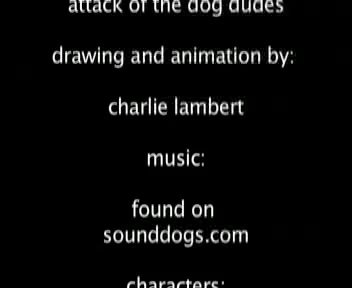 attack of the dog dudes
drawing and animation by:
charlie lambert
music:
found on
sounddogs.com
characters: